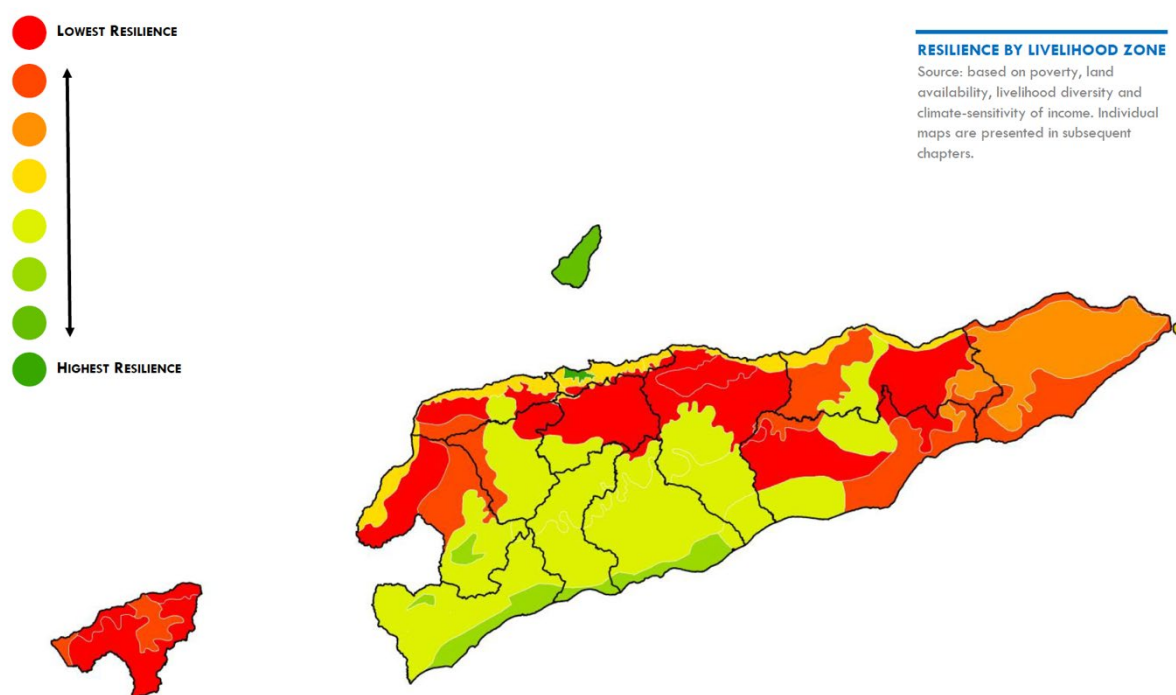 LOWEST RESILIENCE
HIGHEST RESILIENCE
RESILIENCE BY LIVELIHOOD ZONE
Source: based on poverty, land
availability, livelihood diversity and
climate-sensitivity of income. Individual
maps are presented in subsequent
chapters.